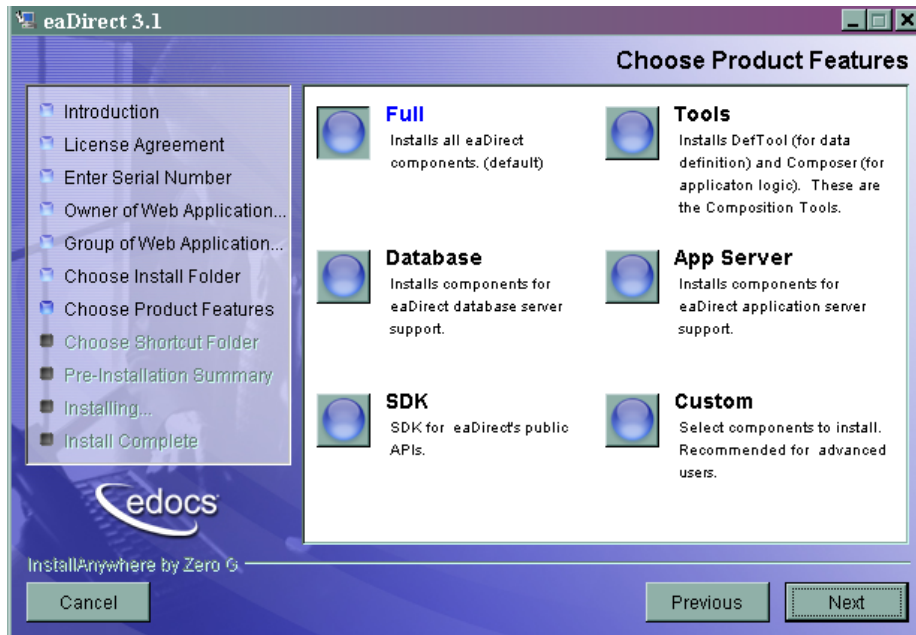 eaDirect 3.1
Choose Product Features
Introduction
License Agreement
Enter Serial Number
Owner of Web Application...
Group of Web Application...
Choose Install Folder
Choose Product Features
Choose Shortcut Folder
Pre-Installation Summary
Installing...
Install Complete
edocs
Full
Installs all eaDirect
components. (default)
Tools
Installs DefTool (for data
definition) and Composer (for
applicaton logic). These are
the Composition Tools.
Database
Installs components for
eaDirect database server
support.
App Server
Installs components for
eaDirect application server
support.
SDK
SDK for eaDirect's public
APIs.
Custom
Select components to install.
Recommended for advanced
users.
InstallAnywhere by Zero G
Cancel
Previous
Next